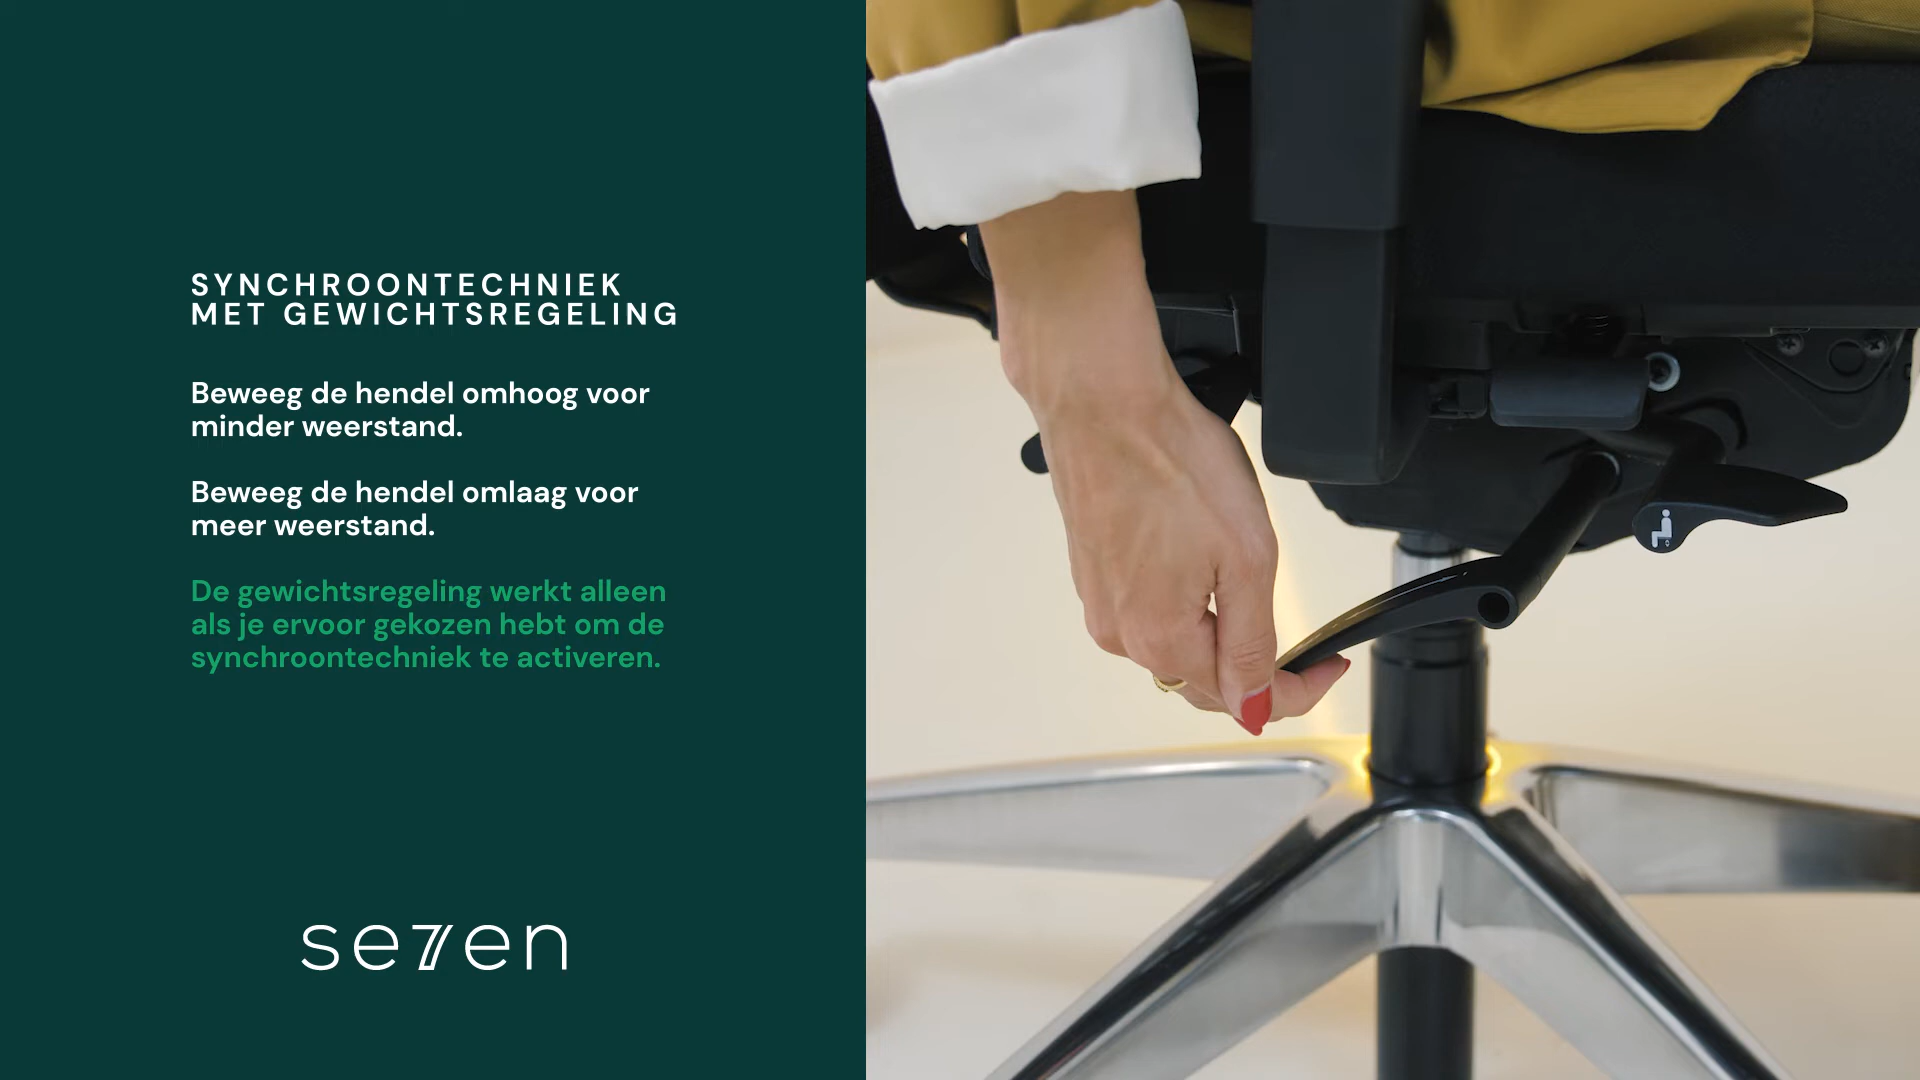 SYNCHROONTECHNIEK
MET GEWICHTSREGELING
Beweeg de hendel omhoog voor
minder weerstand.
Beweeg de hendel omlaag voor
meer weerstand.
De gewichtsregeling werkt alleen
als je ervoor gekozen hebt om de
synchroontechniek te activeren.
se7en